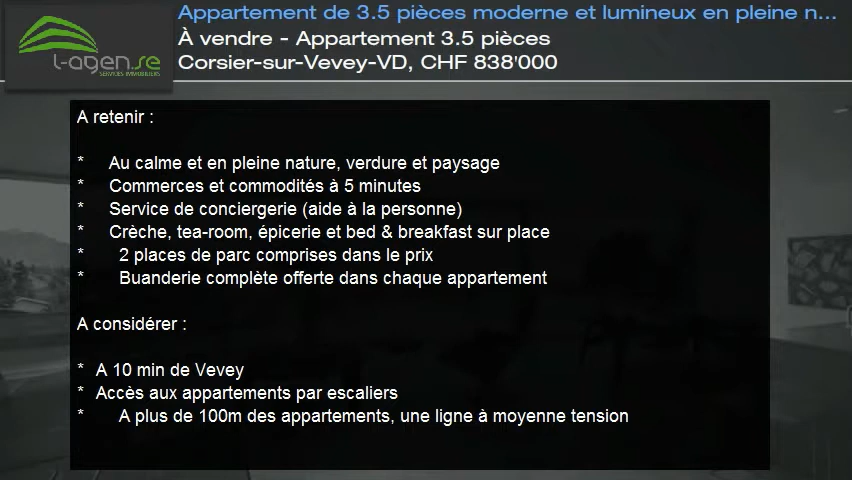 Appartement de 3.5 pièces moderne et lumineux en pleine n...
À vendre - Appartement 3.5 pièces
Corsier-sur-Vevey-VD, CHF 838'000
l-agen.se
SERVICES IMMOBILIERS
A retenir :
* Au calme et en pleine nature, verdure et paysage
* Commerces et commodités à 5 minutes
* Service de conciergerie (aide à la personne)
* Crèche, tea-room, épicerie et bed & breakfast sur place
* 2 places de parc comprises dans le prix
* Buanderie complète offerte dans chaque appartement
A considérer :
* A 10 min de Vevey
* Accès aux appartements par escaliers
* A plus de 100m des appartements, une ligne à moyenne tension